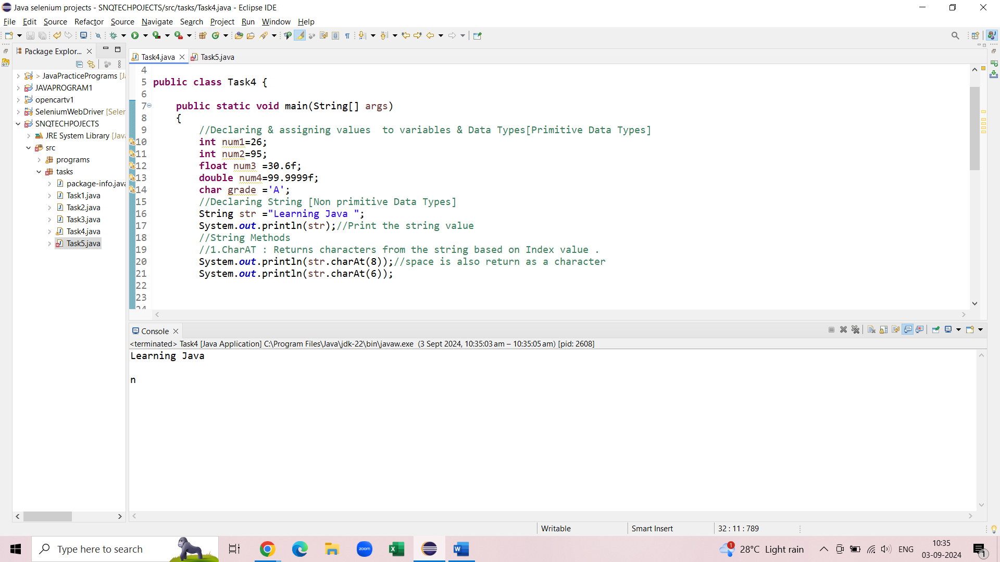 Java selenium projects - SNQTECHPOJECTS/src/tasks/Task4.java - Eclipse IDE
File Edit Source Refactor Source Navigate Search Project Run Window Help
Package Explor...
> JavaPracticePrograms [Ja
JAVAPROGRAM1
opencartv1
SeleniumWebDriver [Seler
SNQTECHPOJECTS
JRE System Library [Java
src
programs
tasks
package-info.java
Task1.java
Task2.java
Task3.java
Task4.java
Task5.java
Task4.java Task5.java
4
5 public class Task4 {
6
7 public static void main(String[] args)
8 {
9 //Declaring & assigning values  to variables & Data Types[Primitive Data Types]
10 int num1=26;
11 int num2=95;
12 float num3 =30.6f;
13 double num4=99.9999f;
14 char grade ='A';
15 //Declaring String [Non primitive Data Types]
16 String str ="Learning Java ";
17 System.out.println(str);//Print the string value
18 //String Methods
19 //1.CharAT : Returns characters from the string based on Index value .
20 System.out.println(str.charAt(8));//space is also return as a character
21 System.out.println(str.charAt(6));
22
23
24
Console
<terminated> Task4 [Java Application] C:\Program Files\Java\jdk-22\bin\javaw.exe (3 Sept 2024, 10:35:03 am – 10:35:05 am) [pid: 2608]
Learning Java
n
Writable Smart Insert 32 : 11 : 789
Type here to search
zoom
1 28°C Light rain ENG
10:35
03-09-2024
1